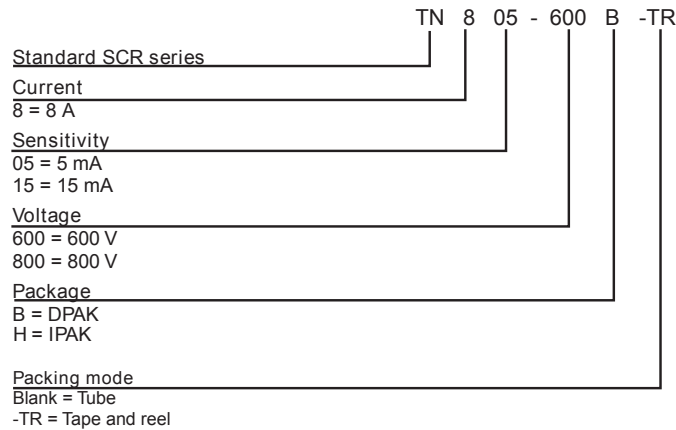 TN 8 05 - 600 B -TR
Standard SCR series
Current
8 = 8 A
Sensitivity
05 = 5 mA
15 = 15 mA
Voltage
600 = 600 V
800 = 800 V
Package
B = DPAK
H = IPAK
Packing mode
Blank = Tube
-TR = Tape and reel